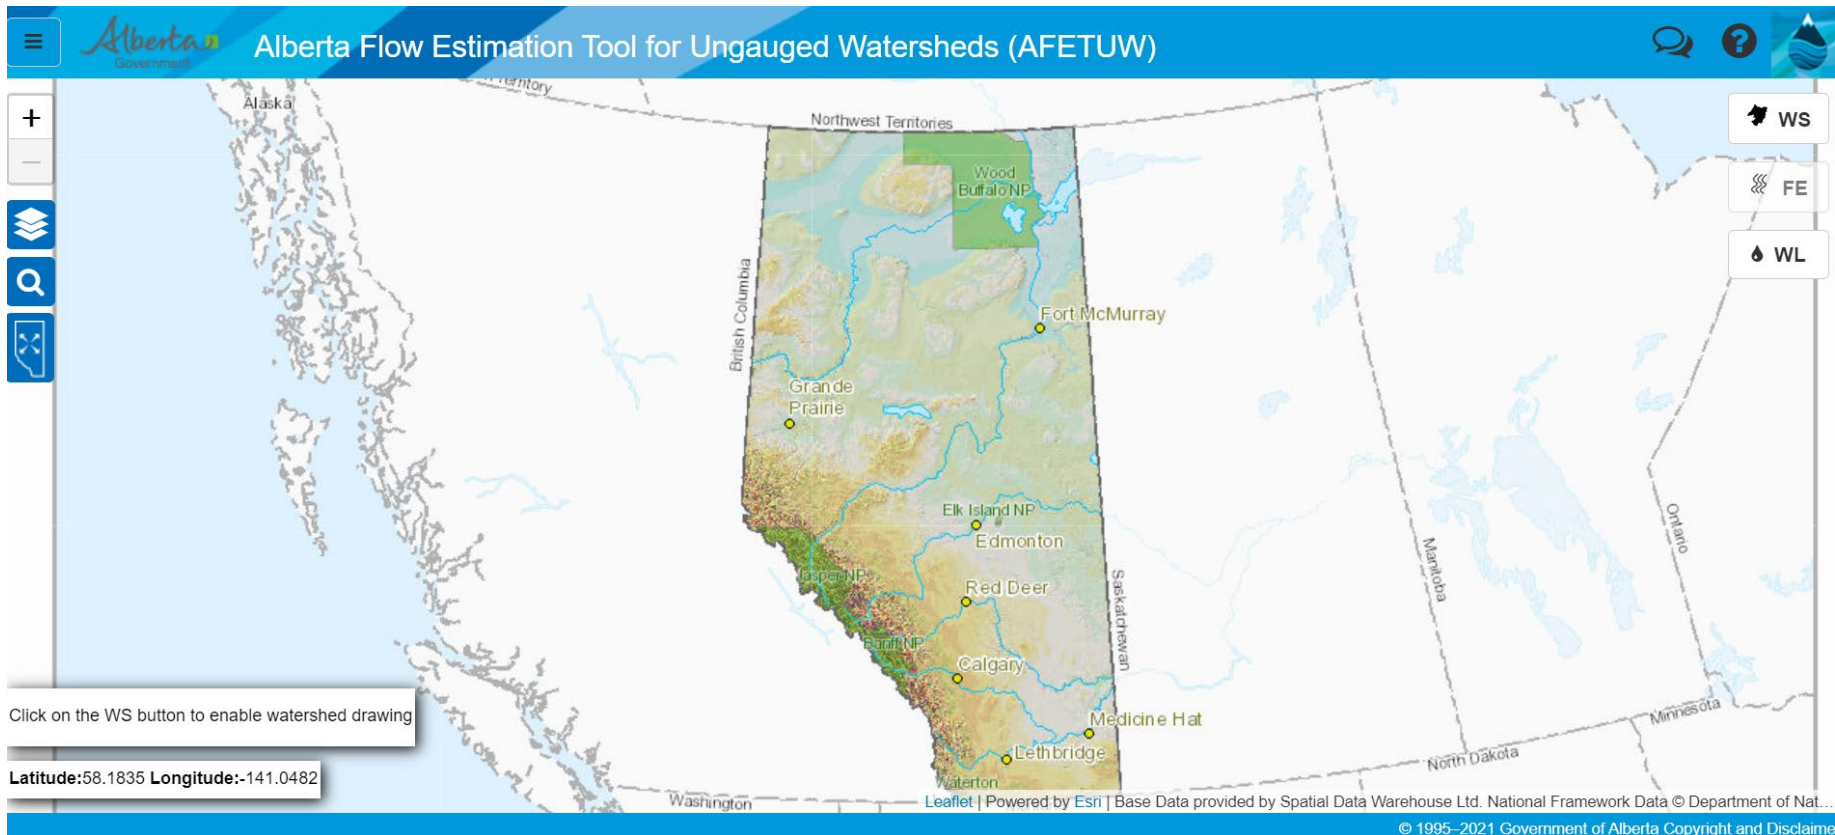 Alberta
Government
Alberta Flow Estimation Tool for Ungauged Watersheds (AFETUW)
Territory
Alaska
Northwest Territories
WS
FE
WL
Wood
Buffalo NP
British Columbia
Fort McMurray
Grande
Prairie
Elk Island NP
Edmonton
Ontario
Manitoba
Jasper NP
Red Deer
Saskatchewan
Banff NP
Calgary
Click on the WS button to enable watershed drawing
Medicine Hat
Minnesota
Lethbridge
North Dakota
Latitude:58.1835 Longitude:-141.0482
Waterton
Washington
Leaflet | Powered by Esri | Base Data provided by Spatial Data Warehouse Ltd. National Framework Data © Department of Nat...
© 1995–2021 Government of Alberta Copyright and Disclaime